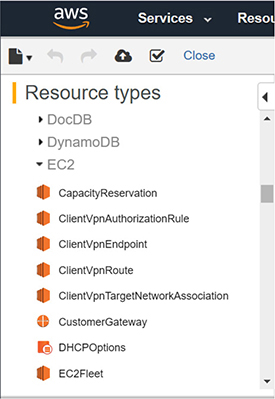 aws
Services
Resou
Close
Resource types
DocDB
DynamoDB
EC2
CapacityReservation
ClientVpnAuthorizationRule
ClientVpnEndpoint
ClientVpnRoute
ClientVpnTargetNetworkAssociation
CustomerGateway
DHCPOptions
EC2Fleet